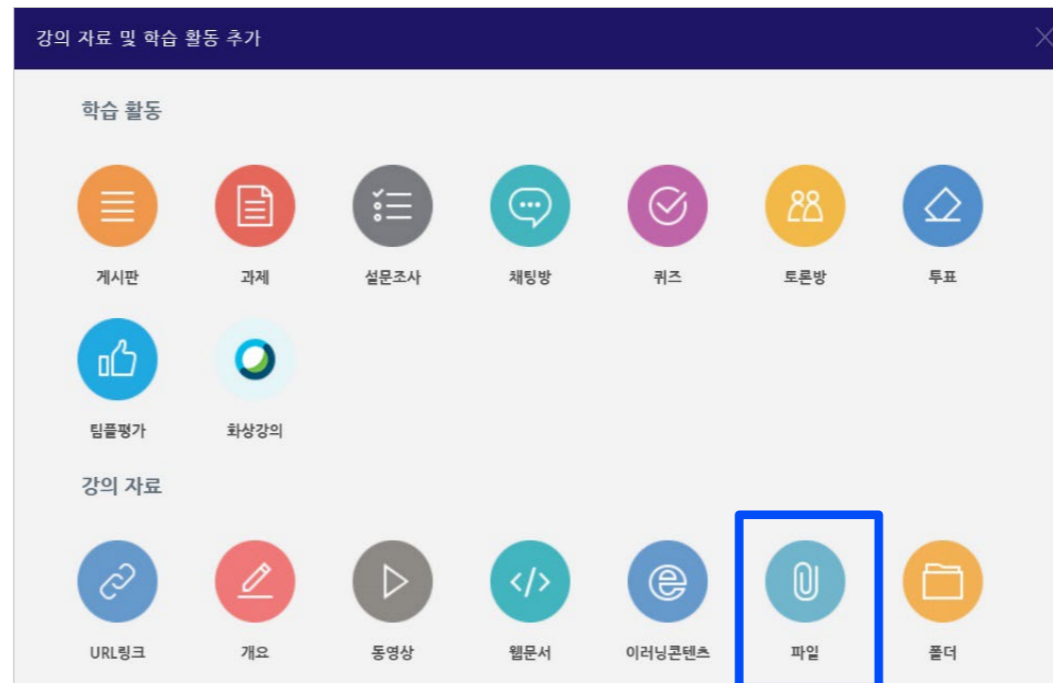 강의 자료 및 학습 활동 추가
학습 활동
게시판 과제 설문조사 채팅방 퀴즈 토론방 투표
팀플평가 화상강의
강의 자료
URL링크 개요 동영상 웹문서 이러닝콘텐츠 파일 폴더